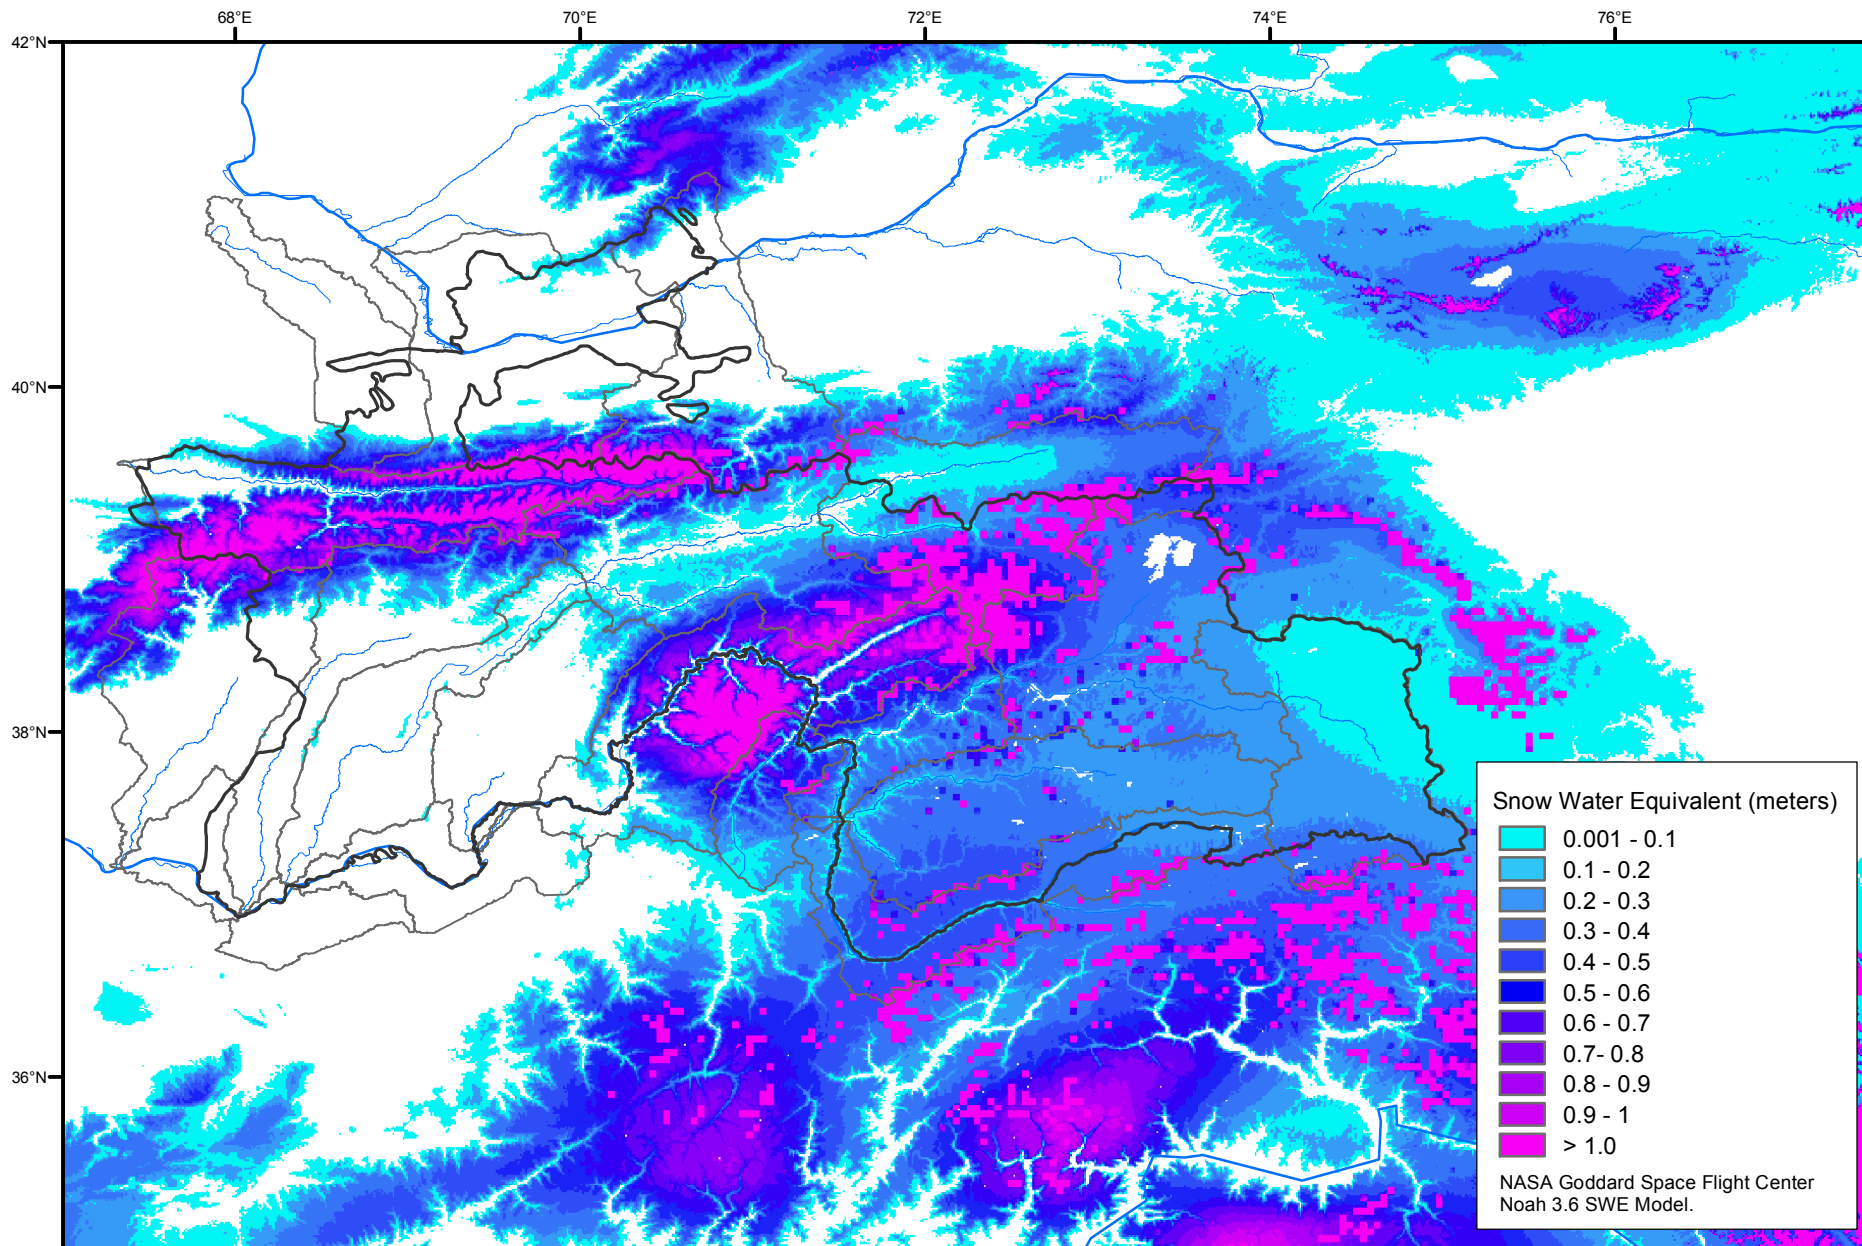 68°E
70°E
72°E
74°E
76°E
42°N
40°N
38°N
36°N
Snow Water Equivalent (meters)
0.001 - 0.1
0.1 - 0.2
0.2 - 0.3
0.3 - 0.4
0.4 - 0.5
0.5 - 0.6
0.6 - 0.7
0.7- 0.8
0.8 - 0.9
0.9 - 1
> 1.0
NASA Goddard Space Flight Center
Noah 3.6 SWE Model.